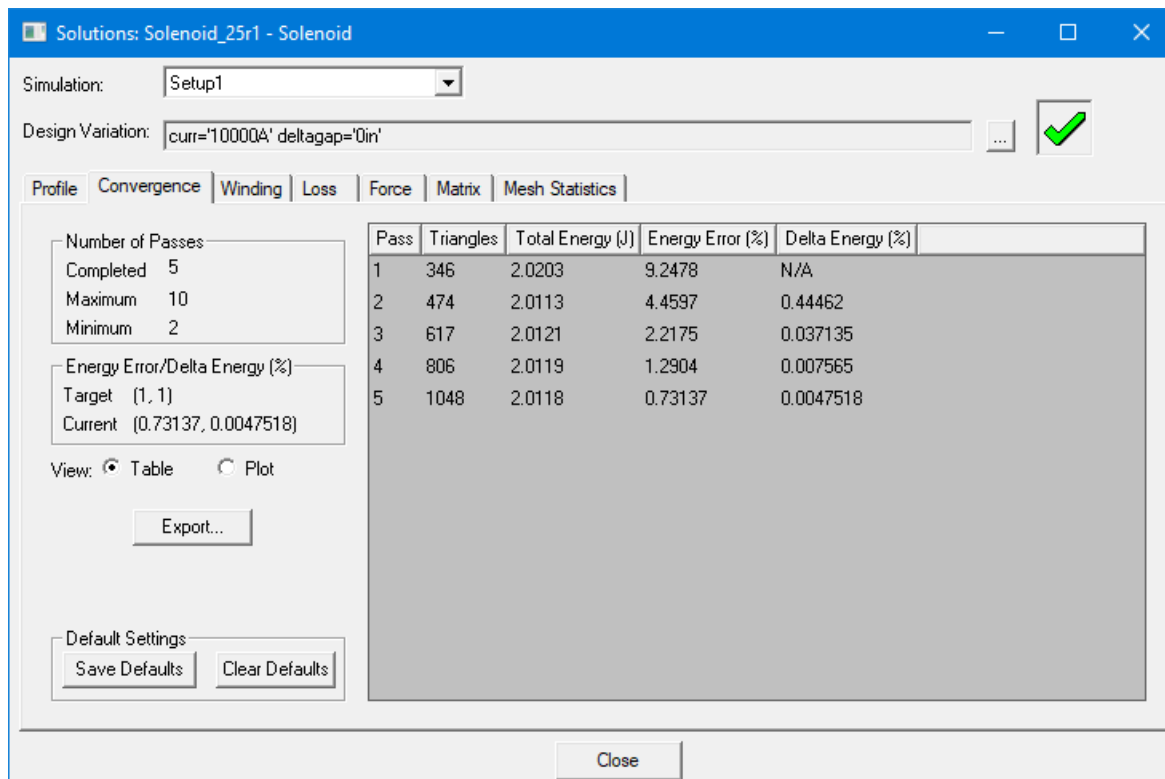 Solutions: Solenoid_25r1 - Solenoid
Simulation: Setup1
Design Variation: curr='10000A' deltagap='0in' ...
Profile Convergence Winding Loss Force Matrix Mesh Statistics
Number of Passes
Completed 5
Maximum 10
Minimum 2
Energy Error/Delta Energy (%)
Target (1, 1)
Current (0.73137, 0.0047518)
View: Table Plot
Export...
Default Settings
Save Defaults Clear Defaults
Pass Triangles Total Energy (J) Energy Error (%) Delta Energy (%)
1 346 2.0203 9.2478 N/A
2 474 2.0113 4.4597 0.44462
3 617 2.0121 2.2175 0.037135
4 806 2.0119 1.2904 0.007565
5 1048 2.0118 0.73137 0.0047518
Close